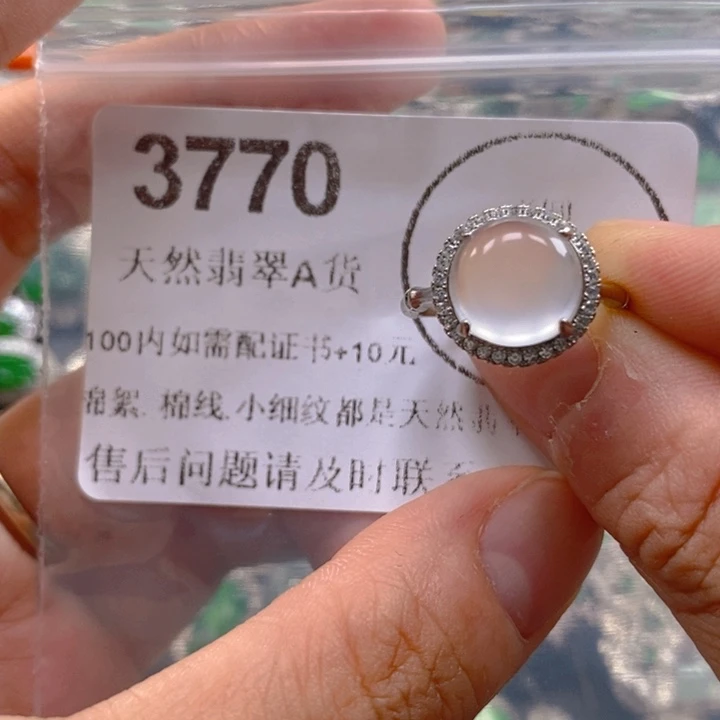 3770
天然翡翠A货
100内如需配证书+10元
棉絮.棉线.小细纹都是天然翡
售后问题请及时联